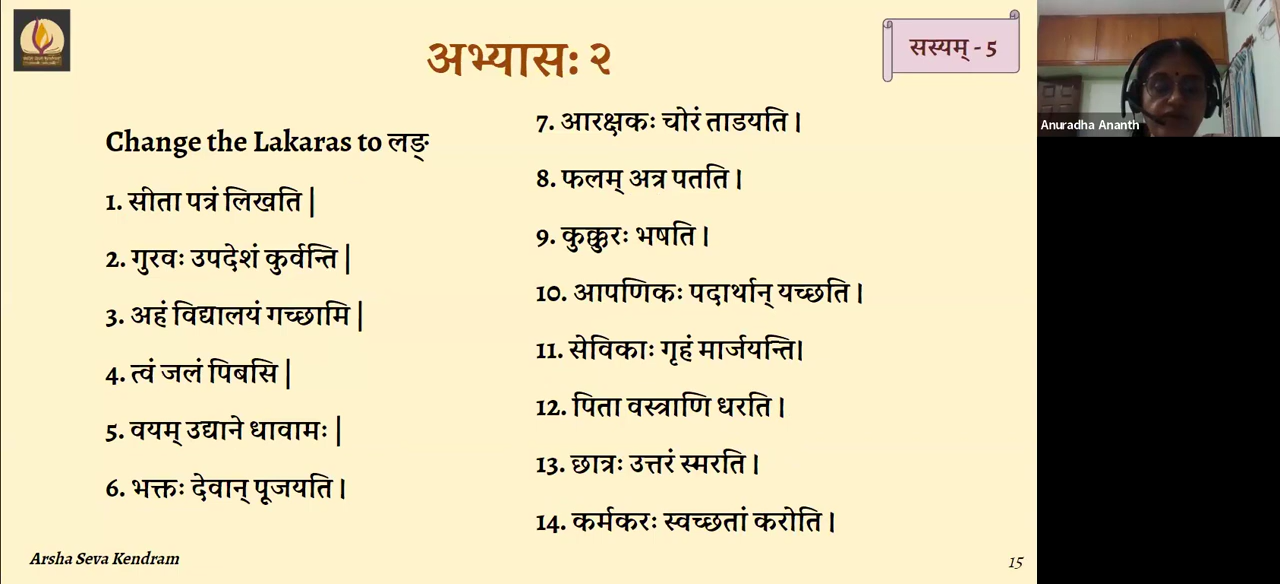 अभ्यासः २
सस्यम् - 5
Change the Lakaras to लङ्
1. सीता पत्रं लिखति |
2. गुरवः उपदेशं कुर्वन्ति |
3. अहं विद्यालयं गच्छामि |
4. त्वं जलं पिबसि |
5. वयम् उद्याने धावामः |
6. भक्तः देवान् पूजयति ।
7. आरक्षकः चोरं ताडयति ।
8. फलम् अत्र पतति ।
9. कुक्कुरः भषति ।
10. आपणिकः पदार्थान् यच्छति ।
11. सेविकाः गृहं मार्जयन्ति।
12. पिता वस्त्राणि धरति ।
13. छात्रः उत्तरं स्मरति ।
14. कर्मकरः स्वच्छतां करोति ।
Arsha Seva Kendram
15
Anuradha Ananth